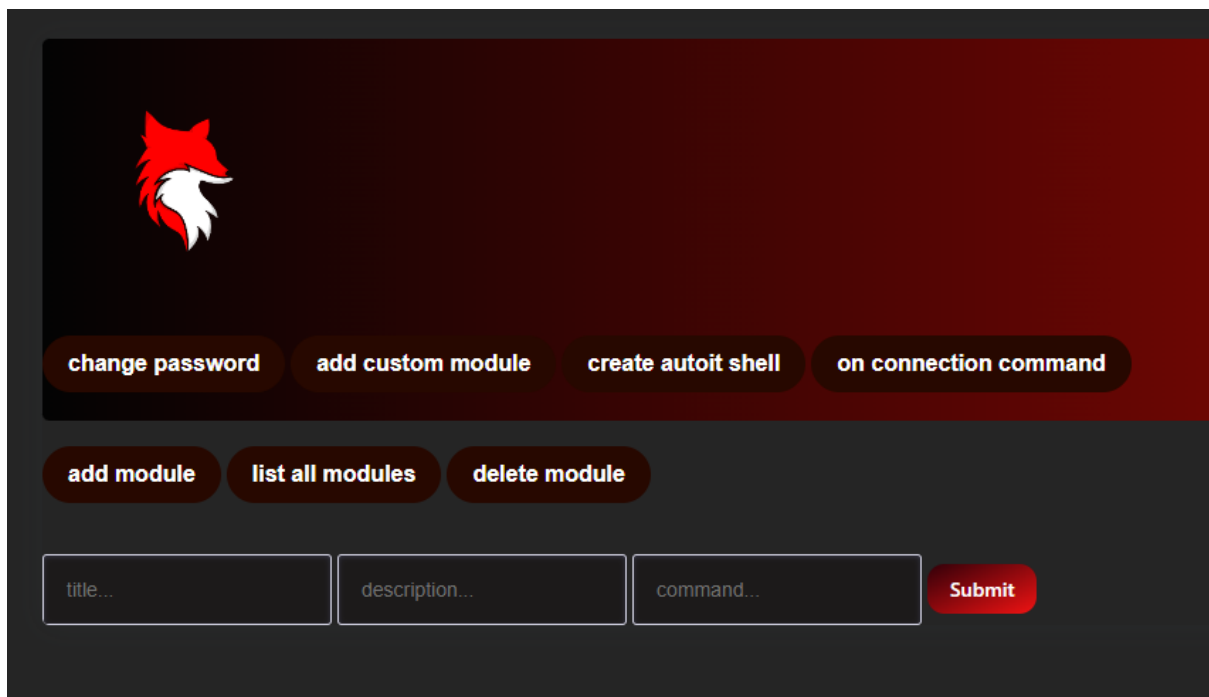 change password add custom module create autoit shell on connection command
add module list all modules delete module
title... description... command... Submit